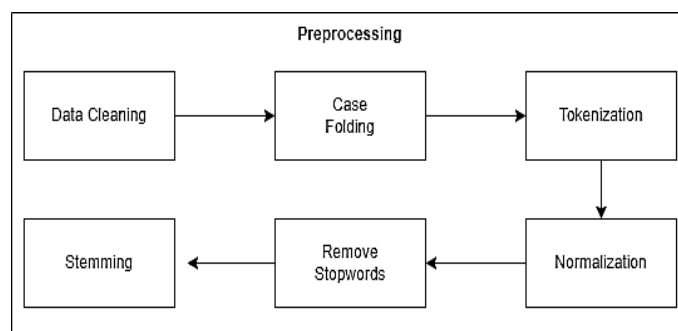 Preprocessing
Data Cleaning
Case
Folding
Tokenization
Stemming
Remove
Stopwords
Normalization